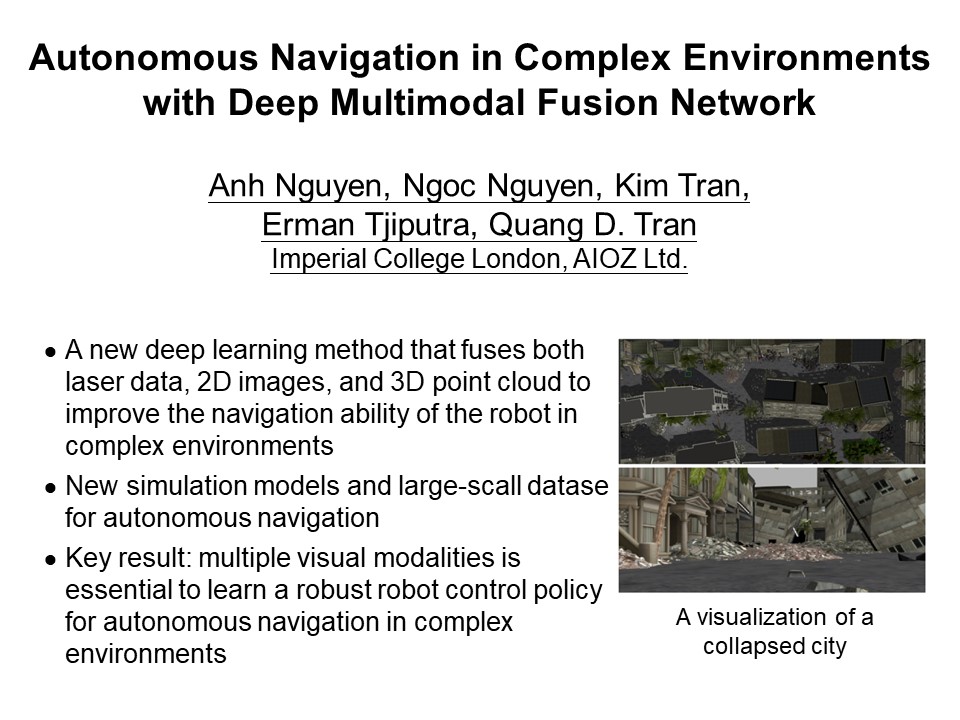 Autonomous Navigation in Complex Environments
with Deep Multimodal Fusion Network
Anh Nguyen, Ngoc Nguyen, Kim Tran,
Erman Tjiputra, Quang D. Tran
Imperial College London, AIOZ Ltd.
● A new deep learning method that fuses both
laser data, 2D images, and 3D point cloud to
improve the navigation ability of the robot in
complex environments
● New simulation models and large-scall datase
for autonomous navigation
● Key result: multiple visual modalities is
essential to learn a robust robot control policy
for autonomous navigation in complex
environments
A visualization of a
collapsed city